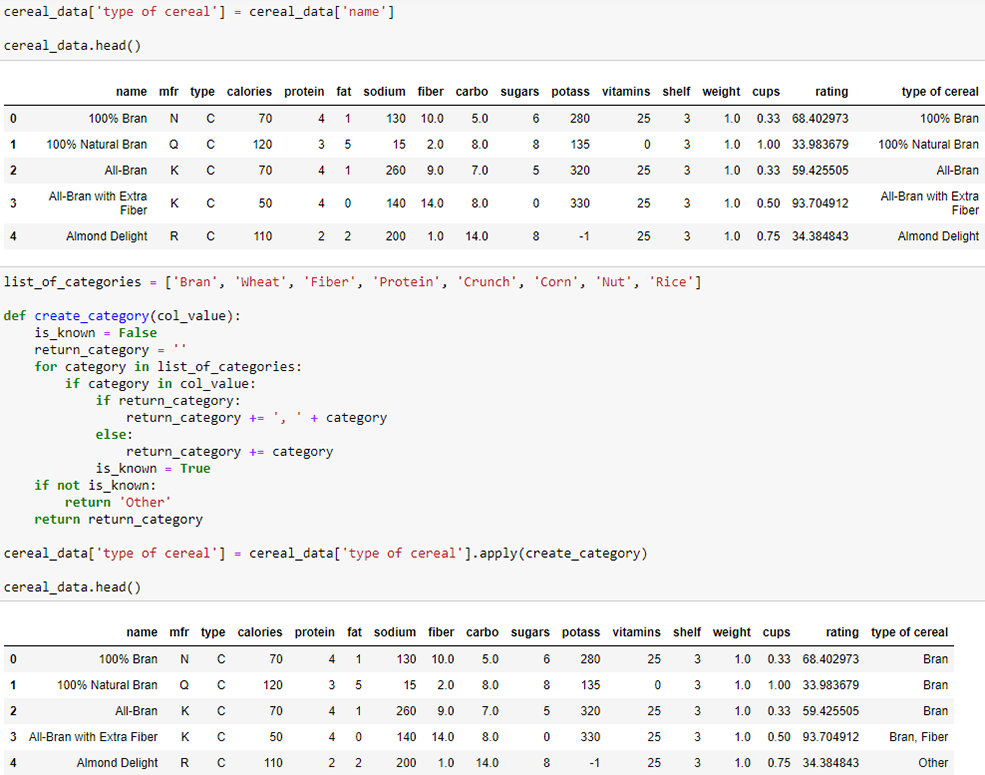 cereal_data['type of cereal'] = cereal_data['name']
cereal_data.head()
name mfr type calories protein fat sodium fiber carbo sugars potass vitamins shelf weight cups rating type of cereal
0 100% Bran N C 70 4 1 130 10.0 5.0 6 280 25 3 1.0 0.33 68.402973 100% Bran
1 100% Natural Bran Q C 120 3 5 15 2.0 8.0 8 135 0 3 1.0 1.00 33.983679 100% Natural Bran
2 All-Bran K C 70 4 1 260 9.0 7.0 5 320 25 3 1.0 0.33 59.425505 All-Bran
3 All-Bran with Extra Fiber K C 50 4 0 140 14.0 8.0 0 330 25 3 1.0 0.50 93.704912 All-Bran with Extra Fiber
4 Almond Delight R C 110 2 2 200 1.0 14.0 8 -1 25 3 1.0 0.75 34.384843 Almond Delight
list_of_categories = ['Bran', 'Wheat', 'Fiber', 'Protein', 'Crunch', 'Corn', 'Nut', 'Rice']
def create_category(col_value):
    is_known = False
    return_category = ''
    for category in list_of_categories:
        if category in col_value:
            if return_category:
                return_category += ', ' + category
            else:
                return_category += category
            is_known = True
    if not is_known:
        return 'Other'
    return return_category
cereal_data['type of cereal'] = cereal_data['type of cereal'].apply(create_category)
cereal_data.head()
name mfr type calories protein fat sodium fiber carbo sugars potass vitamins shelf weight cups rating type of cereal
0 100% Bran N C 70 4 1 130 10.0 5.0 6 280 25 3 1.0 0.33 68.402973 Bran
1 100% Natural Bran Q C 120 3 5 15 2.0 8.0 8 135 0 3 1.0 1.00 33.983679 Bran
2 All-Bran K C 70 4 1 260 9.0 7.0 5 320 25 3 1.0 0.33 59.425505 Bran
3 All-Bran with Extra Fiber K C 50 4 0 140 14.0 8.0 0 330 25 3 1.0 0.50 93.704912 Bran, Fiber
4 Almond Delight R C 110 2 2 200 1.0 14.0 8 -1 25 3 1.0 0.75 34.384843 Other